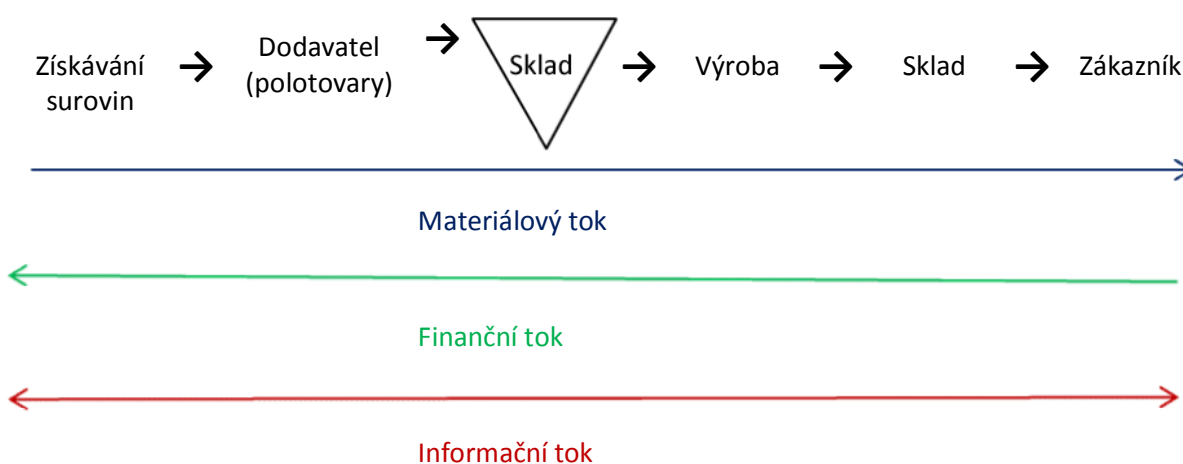 Získávání
surovin
Dodavatel
(polotovary)
Sklad
Výroba
Sklad
Zákazník
Materiálový tok
Finanční tok
Informační tok